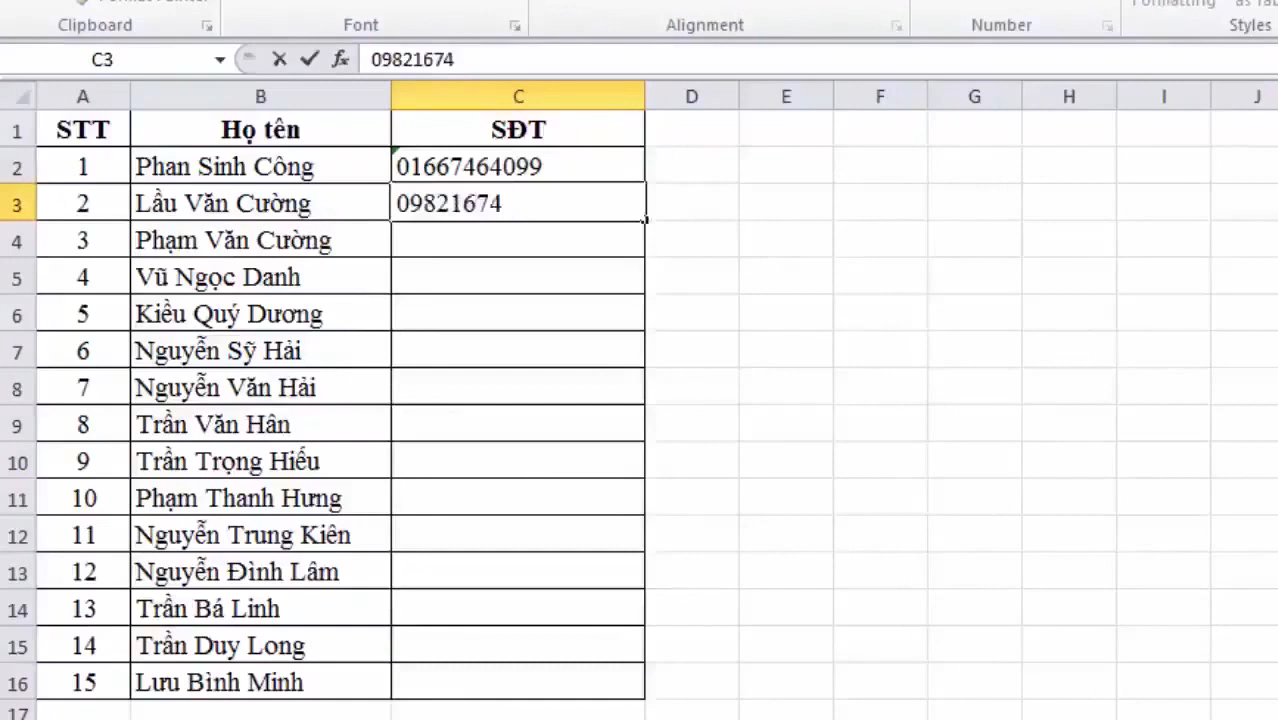 Clipboard Font Alignment Number Styles
C3 fx 09821674
A B C D E F G H I J
1 STT Họ tên SĐT
2 1 Phan Sinh Công 01667464099
3 2 Lầu Văn Cường 09821674
4 3 Phạm Văn Cường
5 4 Vũ Ngọc Danh
6 5 Kiều Quý Dương
7 6 Nguyễn Sỹ Hải
8 7 Nguyễn Văn Hải
9 8 Trần Văn Hân
10 9 Trần Trọng Hiếu
11 10 Phạm Thanh Hưng
12 11 Nguyễn Trung Kiên
13 12 Nguyễn Đình Lâm
14 13 Trần Bá Linh
15 14 Trần Duy Long
16 15 Lưu Bình Minh
17